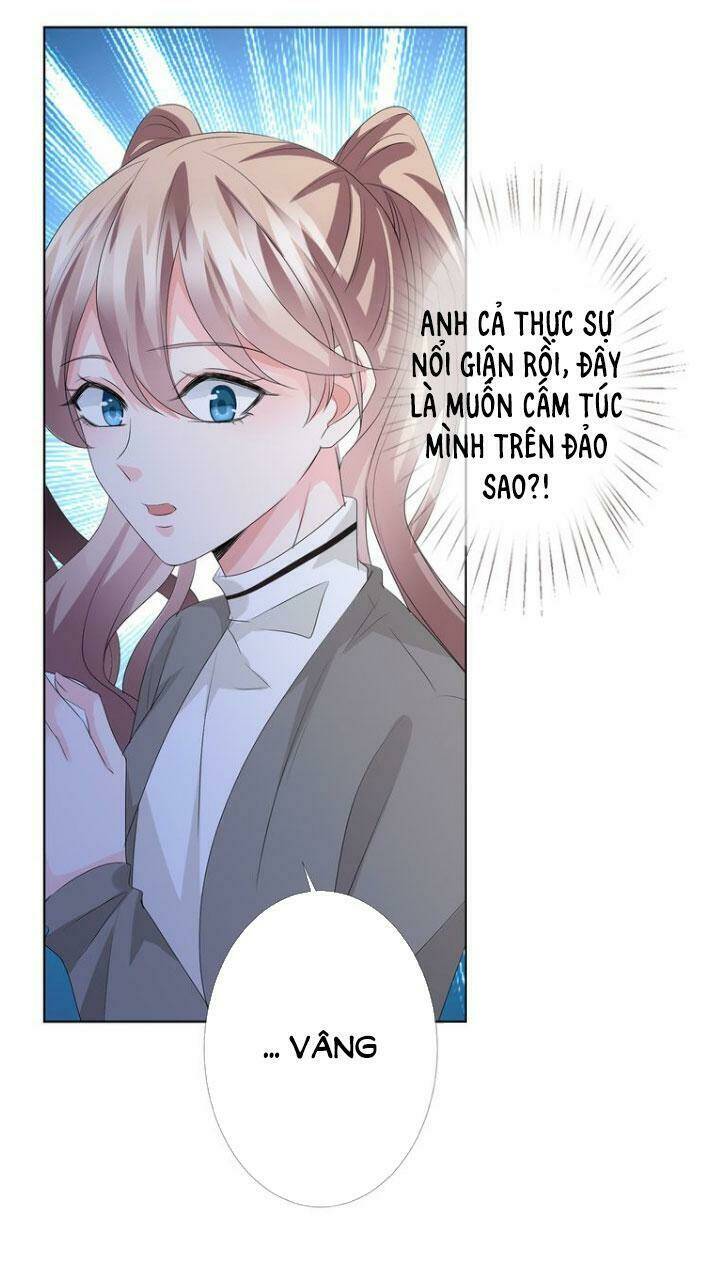 ANH CẢ THỰC SỰ
NỔI GIẬN RỒI, ĐÂY
LÀ MUỐN CẤM TÚC
MÌNH TRÊN ĐẢO
SAO?!
... VÂNG